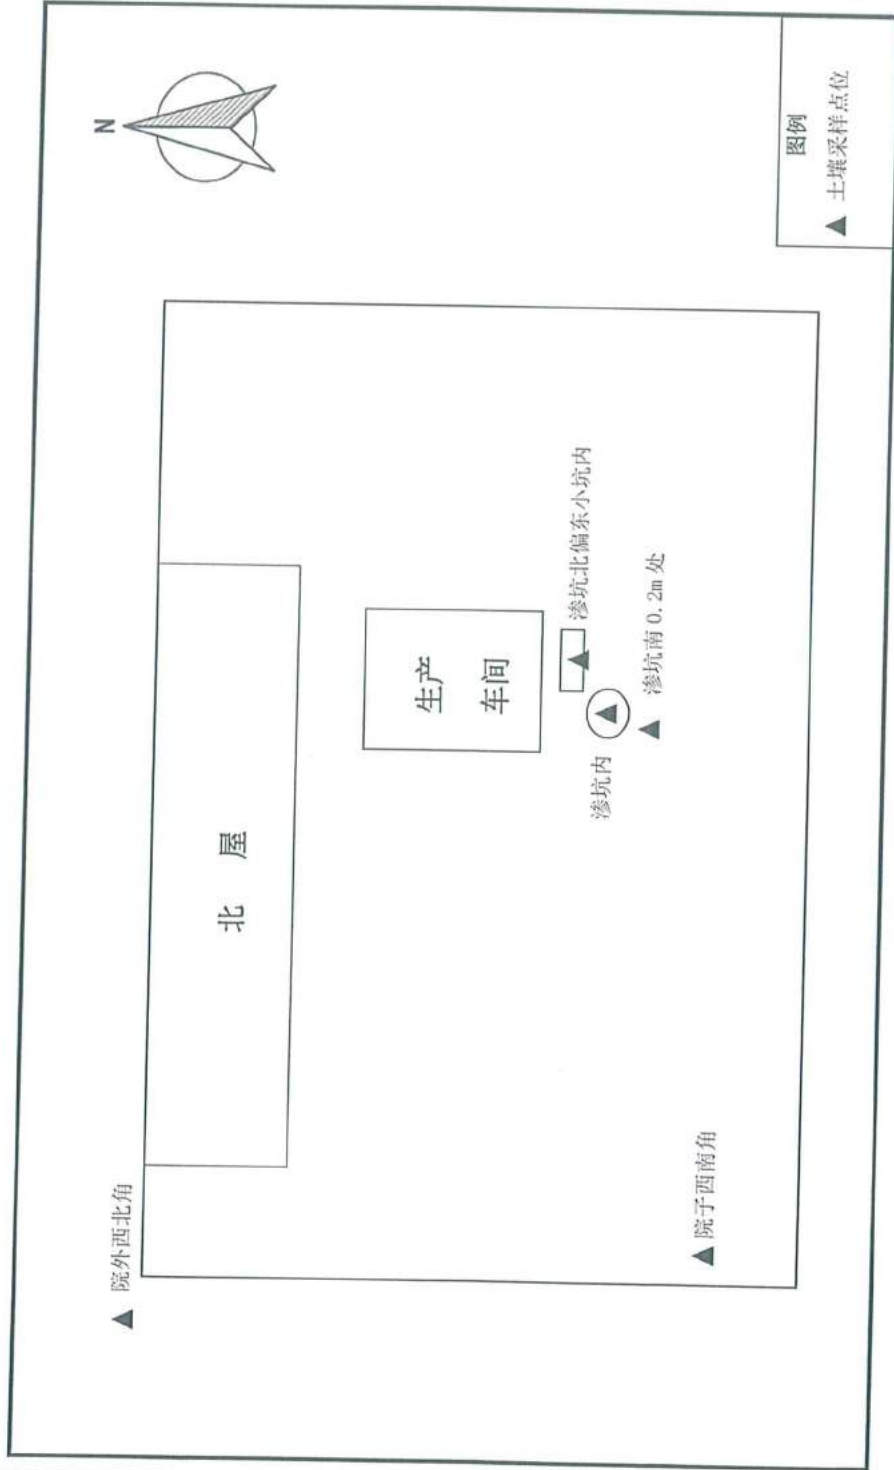 N
院外西北角
北 屋
生产
车间
渗坑北偏东小坑内
渗坑内
渗坑南 0.2m 处
院子西南角
图例
土壤采样点位